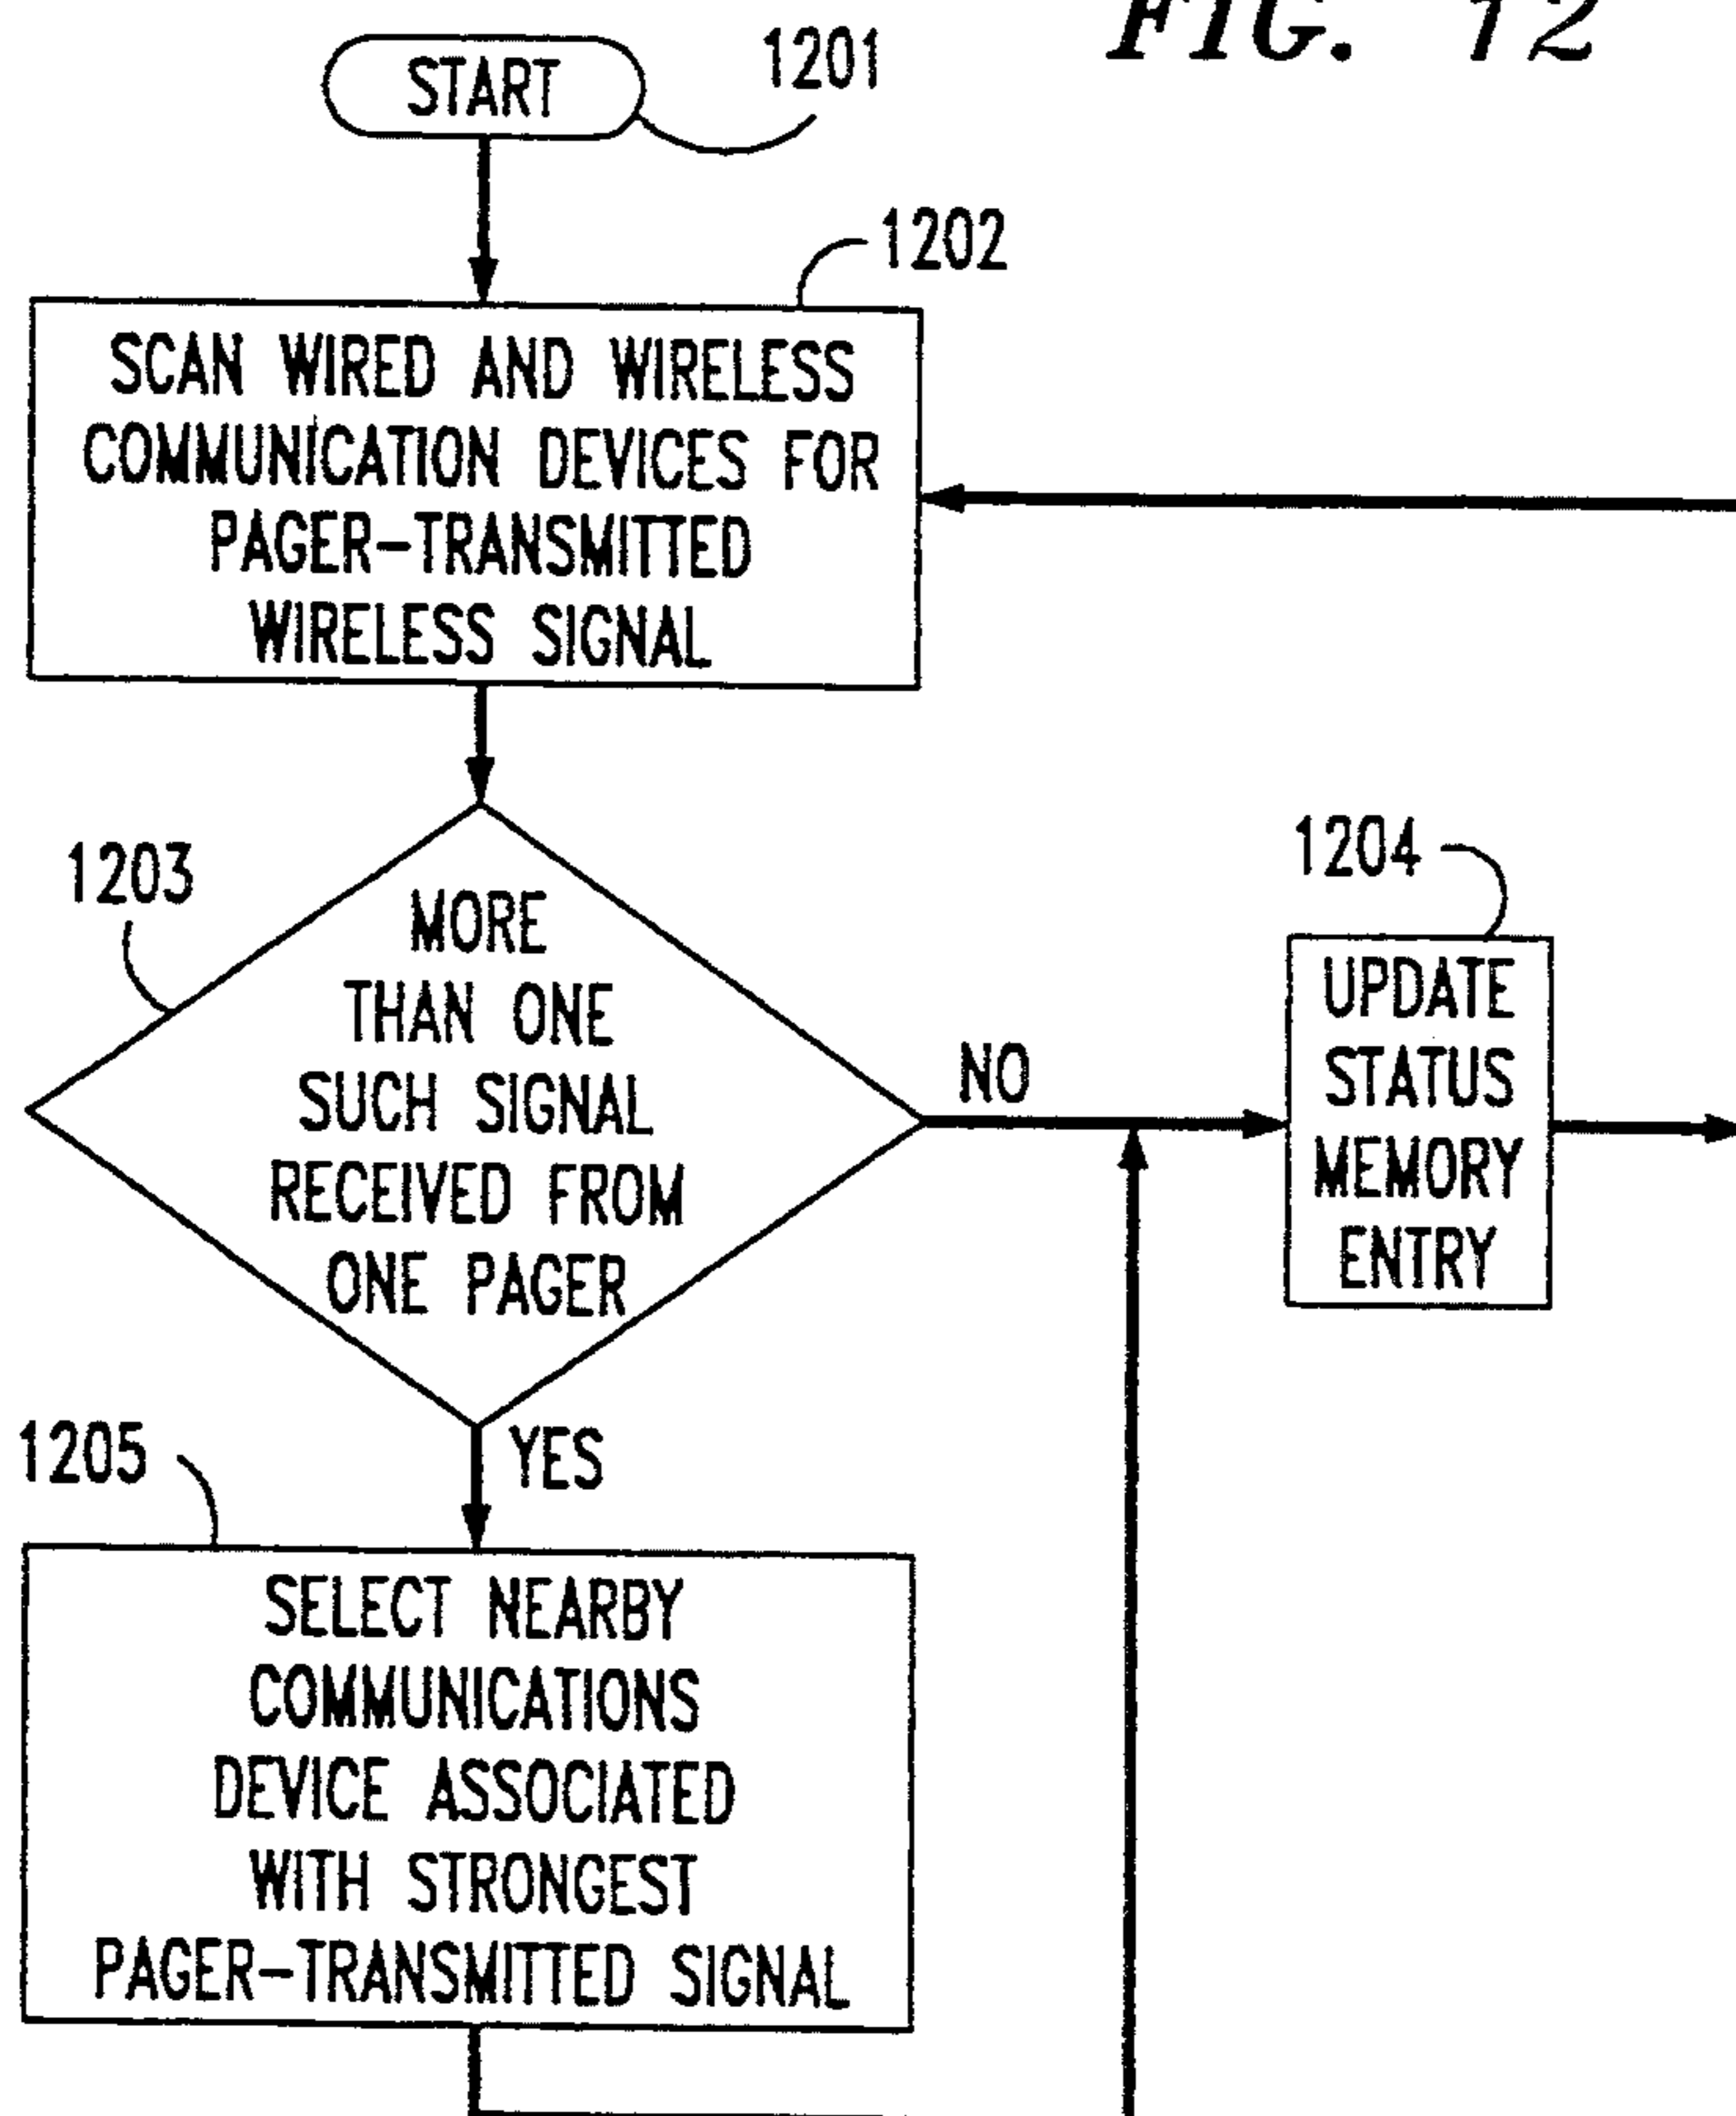 FIG. 12
START
1201
1202
SCAN WIRED AND WIRELESS
COMMUNICATION DEVICES FOR
PAGER-TRANSMITTED
WIRELESS SIGNAL
1203
MORE
THAN ONE
SUCH SIGNAL
RECEIVED FROM
ONE PAGER
NO
1204
UPDATE
STATUS
MEMORY
ENTRY
YES
1205
SELECT NEARBY
COMMUNICATIONS
DEVICE ASSOCIATED
WITH STRONGEST
PAGER-TRANSMITTED SIGNAL